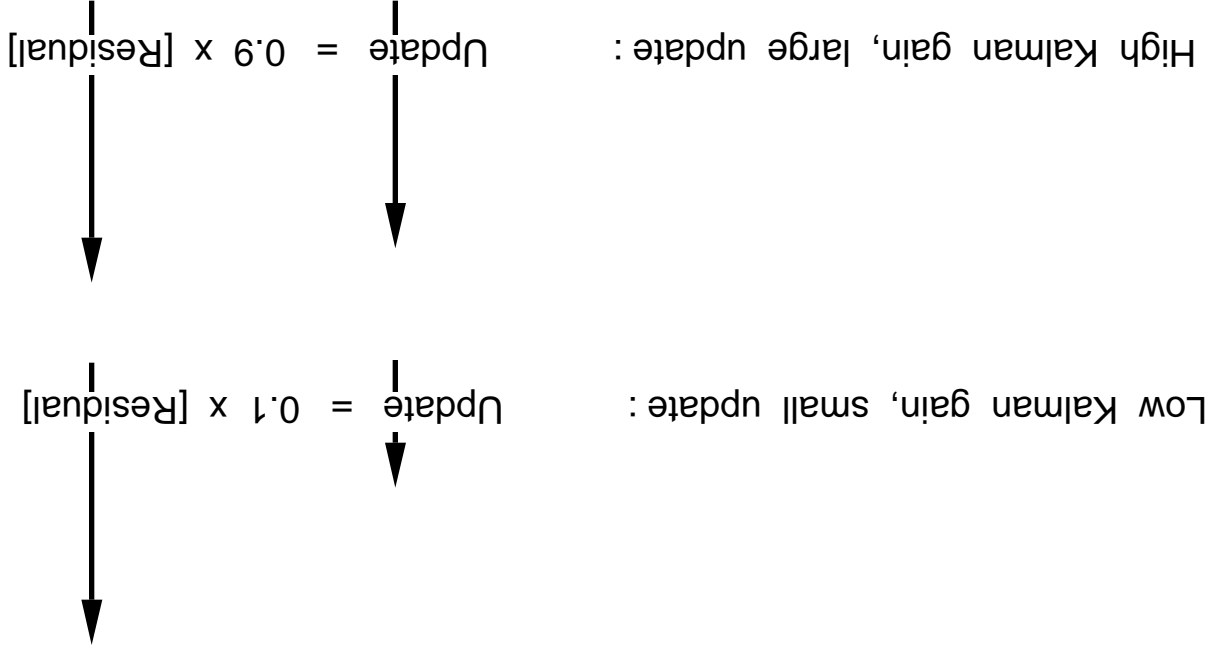 Low Kalman gain, small update : Update = 0.1 x [Residual]
High Kalman gain, large update : Update = 0.9 x [Residual]